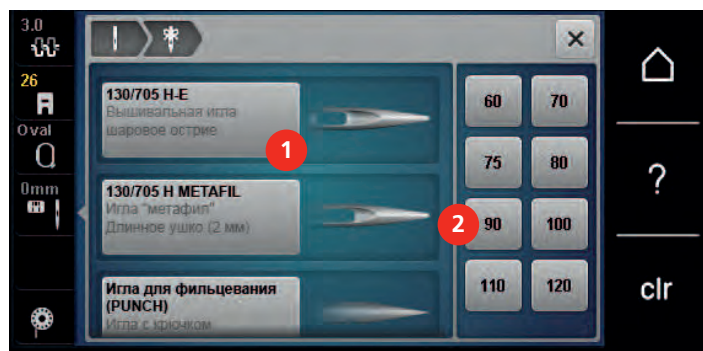 3.0
26
Oval
0mm
130/705 H-E
Вышивальная игла
шаровое острие
1
130/705 H METAFIL
Игла "метафил"
Длинное ушко (2 мм)
Игла для фильцевания
(PUNCH)
Игла с крючком
60 70
75 80
2
90 100
110 120
?
clr